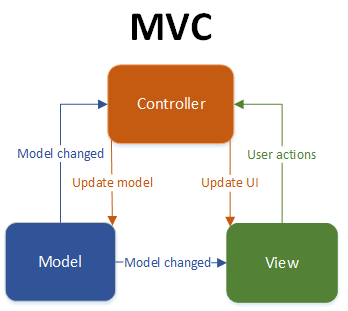 MVC
Controller
Model changed
User actions
Update model
Update UI
Model
Model changed
View